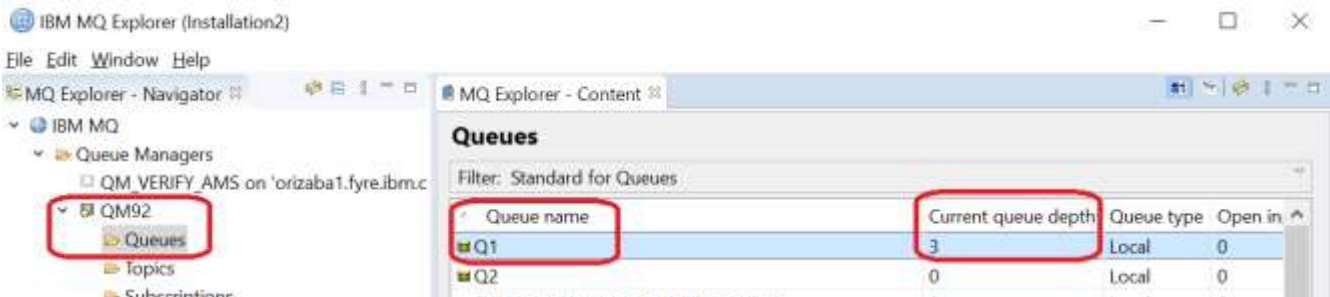 IBM MQ Explorer (Installation2)
File Edit Window Help
MQ Explorer - Navigator
MQ Explorer - Content
IBM MQ
Queue Managers
QM_VERIFY_AMS on 'orizaba1.fyre.ibm.c
QM92
Queues
Topics
Subscriptions
Queues
Filter: Standard for Queues
Queue name Current queue depth Queue type Open in
Q1 3 Local 0
Q2 0 Local 0